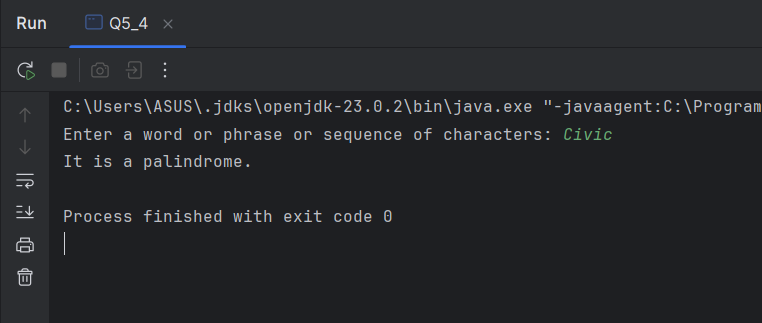 Run Q5_4
C:\Users\ASUS\.jdks\openjdk-23.0.2\bin\java.exe "-javaagent:C:\Program
Enter a word or phrase or sequence of characters: Civic
It is a palindrome.
Process finished with exit code 0